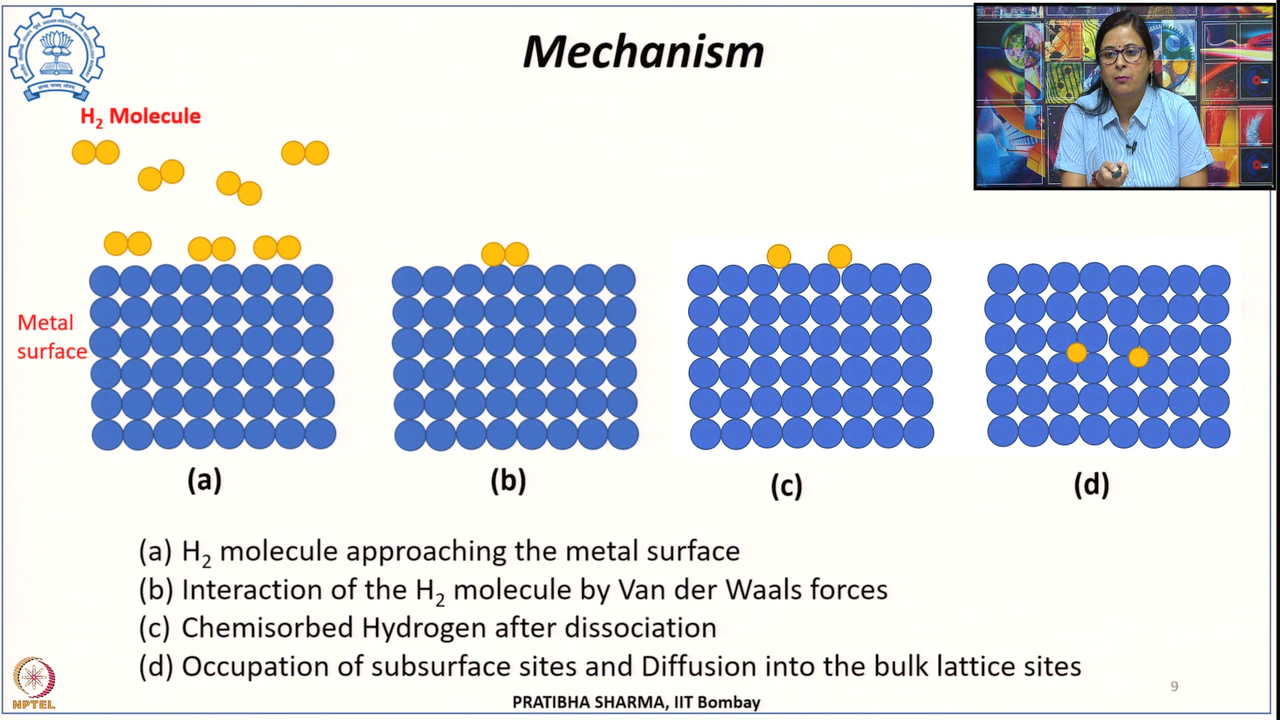 Mechanism
H₂ Molecule
Metal
surface
(a)
(b)
(c)
(d)
(a) H₂ molecule approaching the metal surface
(b) Interaction of the H₂ molecule by Van der Waals forces
(c) Chemisorbed Hydrogen after dissociation
(d) Occupation of subsurface sites and Diffusion into the bulk lattice sites
9
NPTEL
PRATIBHA SHARMA, IIT Bombay